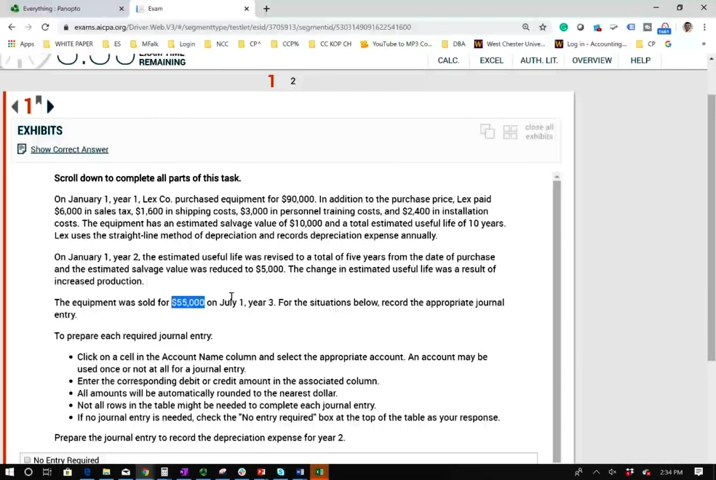 Everything : Panopto
Exam
exams.aicpa.org/Driver.Web.V3/#/segmenttype/testlet/esid/3705913/segmentid/5303149091622541600
Apps WHITE PAPER ES MFalk Login NCC CP^ CCP% CC KOP CH YouTube to MP3 Co... DBA West Chester Univer... Log in - Accounting... CP
EXAM TIME
REMAINING
CALC. EXCEL AUTH. LIT. OVERVIEW HELP
1 2
1
EXHIBITS
close all
exhibits
Show Correct Answer
Scroll down to complete all parts of this task.
On January 1, year 1, Lex Co. purchased equipment for $90,000. In addition to the purchase price, Lex paid
$6,000 in sales tax, $1,600 in shipping costs, $3,000 in personnel training costs, and $2,400 in installation
costs. The equipment has an estimated salvage value of $10,000 and a total estimated useful life of 10 years.
Lex uses the straight-line method of depreciation and records depreciation expense annually.
On January 1, year 2, the estimated useful life was revised to a total of five years from the date of purchase
and the estimated salvage value was reduced to $5,000. The change in estimated useful life was a result of
increased production.
The equipment was sold for $55,000 on July 1, year 3. For the situations below, record the appropriate journal
entry.
To prepare each required journal entry:
• Click on a cell in the Account Name column and select the appropriate account. An account may be
used once or not at all for a journal entry.
• Enter the corresponding debit or credit amount in the associated column.
• All amounts will be automatically rounded to the nearest dollar.
• Not all rows in the table might be needed to complete each journal entry.
• If no journal entry is needed, check the "No entry required" box at the top of the table as your response.
Prepare the journal entry to record the depreciation expense for year 2.
No Entry Required
2:34 PM